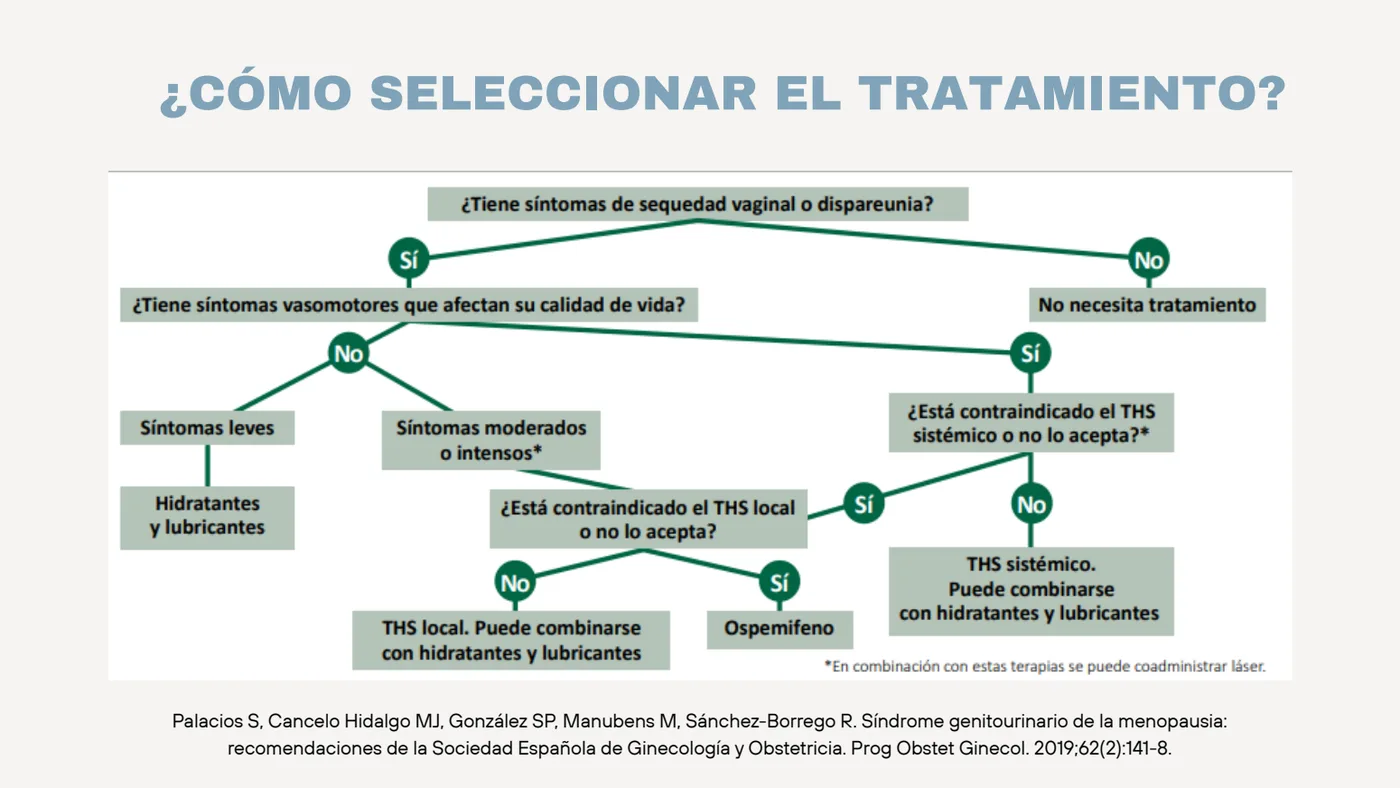 ¿CÓMO SELECCIONAR EL TRATAMIENTO?
¿Tiene síntomas de sequedad vaginal o dispareunia?
Sí
No
¿Tiene síntomas vasomotores que afectan su calidad de vida?
No necesita tratamiento
No
Sí
Síntomas leves
Síntomas moderados
o intensos*
¿Está contraindicado el THS
sistémico o no lo acepta?*
Hidratantes
y lubricantes
¿Está contraindicado el THS local
o no lo acepta?
Sí
No
No
Sí
THS sistémico.
Puede combinarse
con hidratantes y lubricantes
THS local. Puede combinarse
con hidratantes y lubricantes
Ospemifeno
*En combinación con estas terapias se puede coadministrar láser.
Palacios S, Cancelo Hidalgo MJ, González SP, Manubens M, Sánchez-Borrego R. Síndrome genitourinario de la menopausia:
recomendaciones de la Sociedad Española de Ginecología y Obstetricia. Prog Obstet Ginecol. 2019;62(2):141-8.